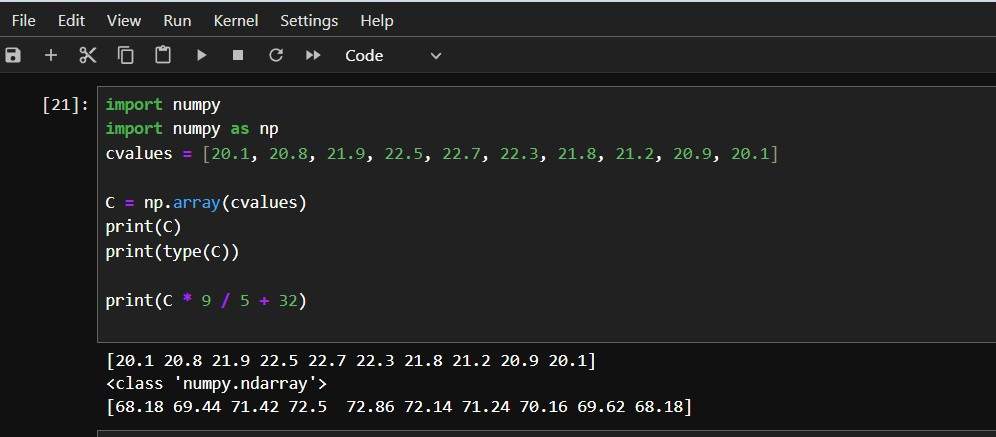 File Edit View Run Kernel Settings Help
Code
[21]: import numpy
import numpy as np
cvalues = [20.1, 20.8, 21.9, 22.5, 22.7, 22.3, 21.8, 21.2, 20.9, 20.1]
C = np.array(cvalues)
print(C)
print(type(C))
print(C * 9 / 5 + 32)
[20.1 20.8 21.9 22.5 22.7 22.3 21.8 21.2 20.9 20.1]
<class 'numpy.ndarray'>
[68.18 69.44 71.42 72.5  72.86 72.14 71.24 70.16 69.62 68.18]